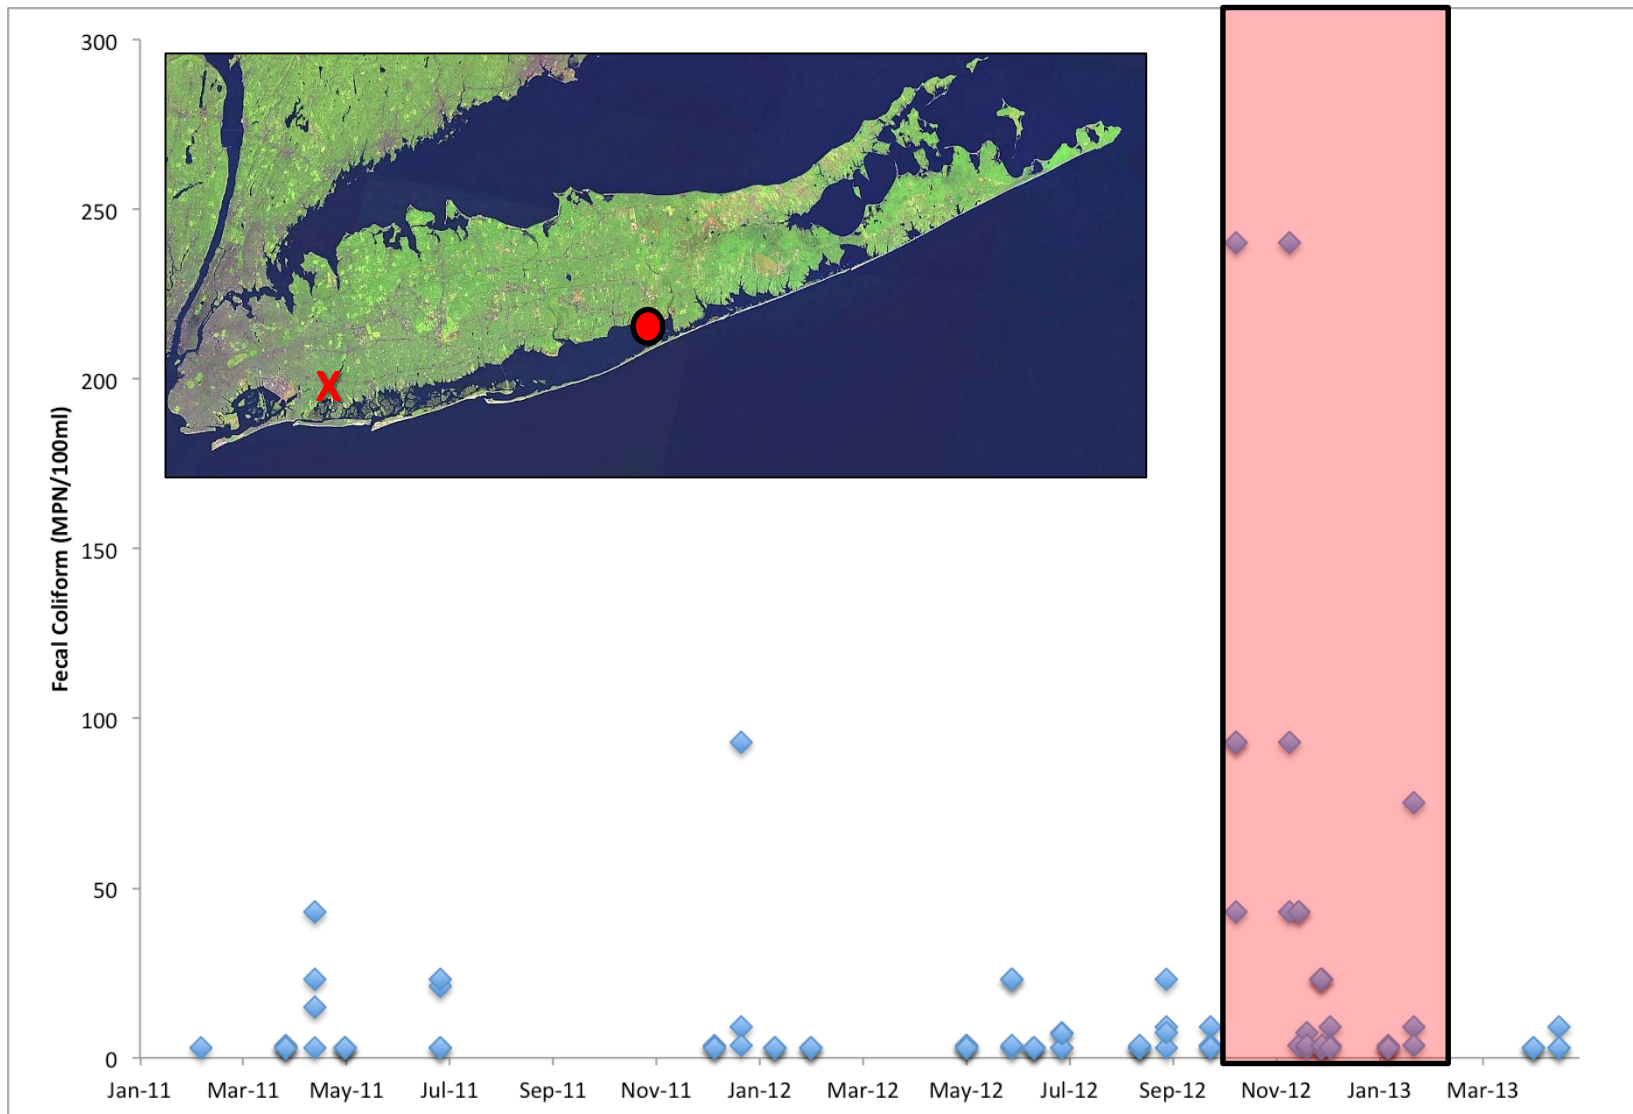 300
250
200
150
100
50
0
Fecal Coliform (MPN/100ml)
X
Jan-11 Mar-11 May-11 Jul-11 Sep-11 Nov-11 Jan-12 Mar-12 May-12 Jul-12 Sep-12 Nov-12 Jan-13 Mar-13